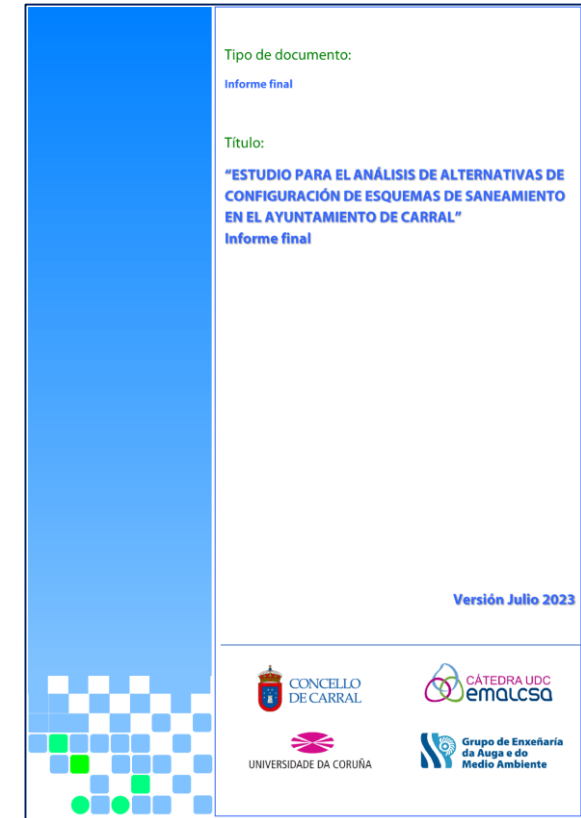 Tipo de documento:
Informe final
Título:
“ESTUDIO PARA EL ANÁLISIS DE ALTERNATIVAS DE
CONFIGURACIÓN DE ESQUEMAS DE SANEAMIENTO
EN EL AYUNTAMIENTO DE CARRAL”
Informe final
Versión Julio 2023
CONCELLO
DE CARRAL
CÁTEDRA UDC
emalcsa
UNIVERSIDADE DA CORUÑA
Grupo de Enxeñaría
da Auga e do
Medio Ambiente